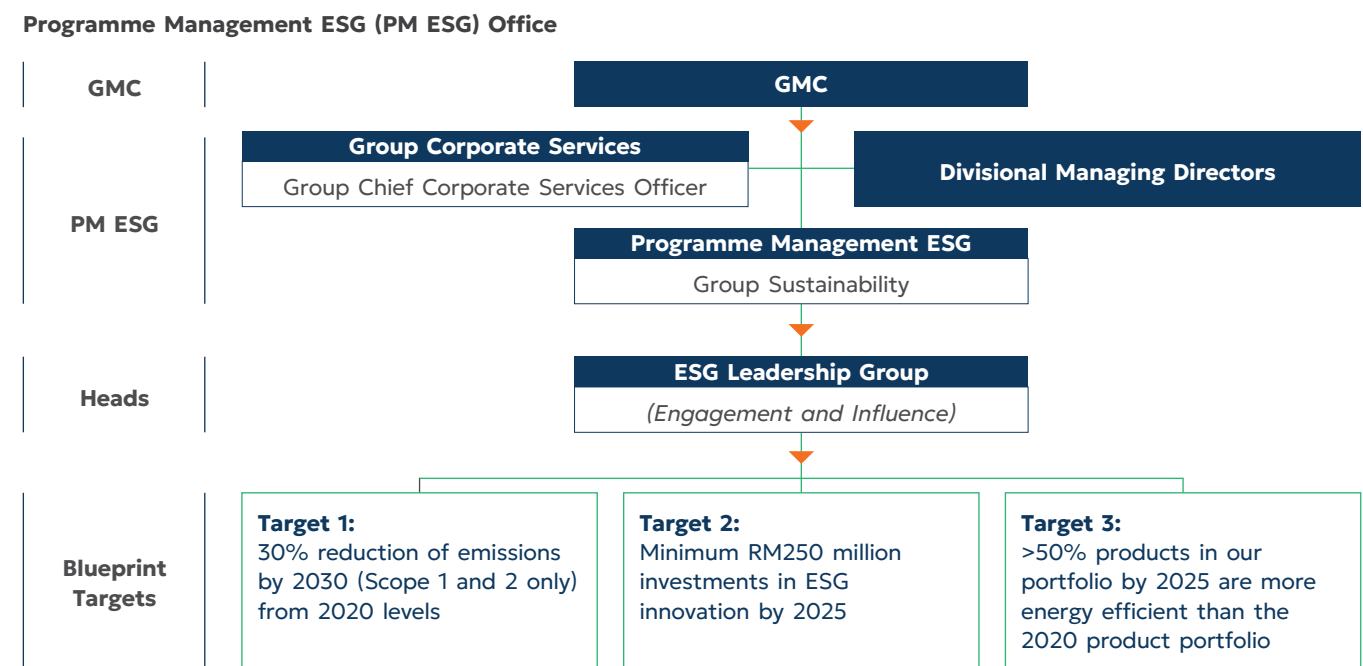 Programme Management ESG (PM ESG) Office
GMC
GMC
PM ESG
Group Corporate Services
Group Chief Corporate Services Officer
Divisional Managing Directors
Programme Management ESG
Group Sustainability
Heads
ESG Leadership Group
(Engagement and Influence)
Blueprint
Targets
Target 1:
30% reduction of emissions
by 2030 (Scope 1 and 2 only)
from 2020 levels
Target 2:
Minimum RM250 million
investments in ESG
innovation by 2025
Target 3:
>50% products in our
portfolio by 2025 are more
energy efficient than the
2020 product portfolio